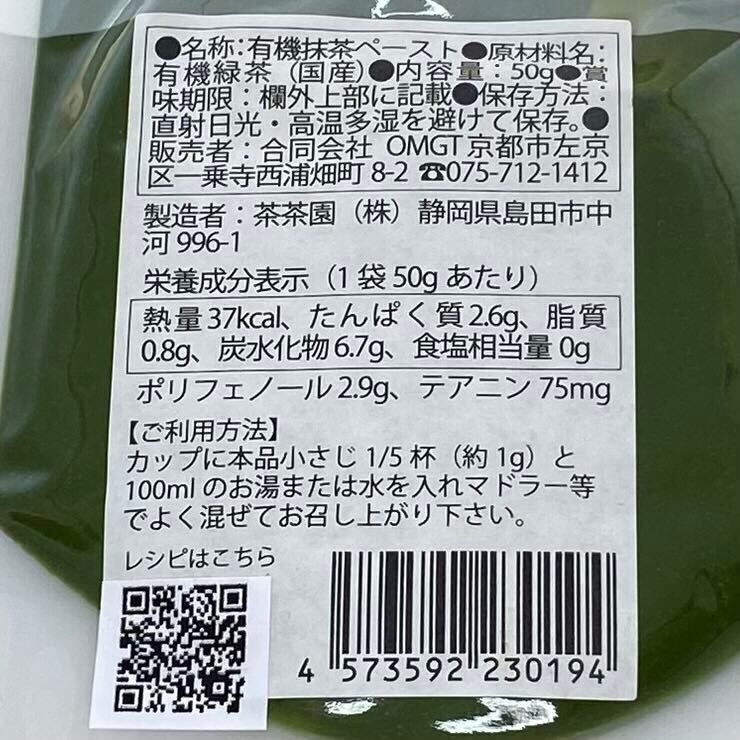 ●名称:有機抹茶ペースト●原材料名:
有機緑茶（国産）●内容量：50g●賞
味期限：欄外上部に記載●保存方法：
直射日光・高温多湿を避けて保存。●
販売者：合同会社 OMGT京都市左京
区一乗寺西浦畑町 8-2 ☎075-712-1412
製造者：茶茶園（株）静岡県島田市中
河 996-1
栄養成分表示（1 袋 50g あたり）
熱量 37kcal、たんぱく質 2.6g、脂質
0.8g、炭水化物 6.7g、食塩相当量 0g
ポリフェノール 2.9g、テアニン 75mg
【ご利用方法】
カップに本品小さじ 1/5 杯（約 1g）と
100ml のお湯または水を入れマドラー等
でよく混ぜてお召し上がり下さい。
レシピはこちら
4 573592 230194